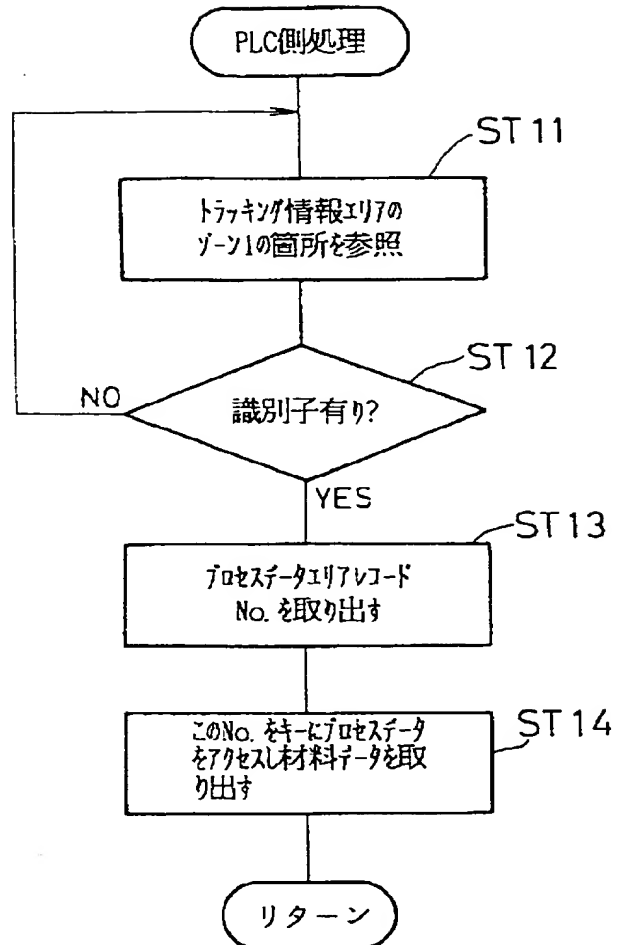 PLC側処理
ST 11
トラッキング情報エリアの
ゾーン1の箇所を参照
ST 12
NO
識別子有り?
YES
ST 13
プロセスデータエリアレコード
No. を取り出す
ST 14
このNo. をキーにプロセスデータ
をアクセスし材料データを取
り出す
リターン